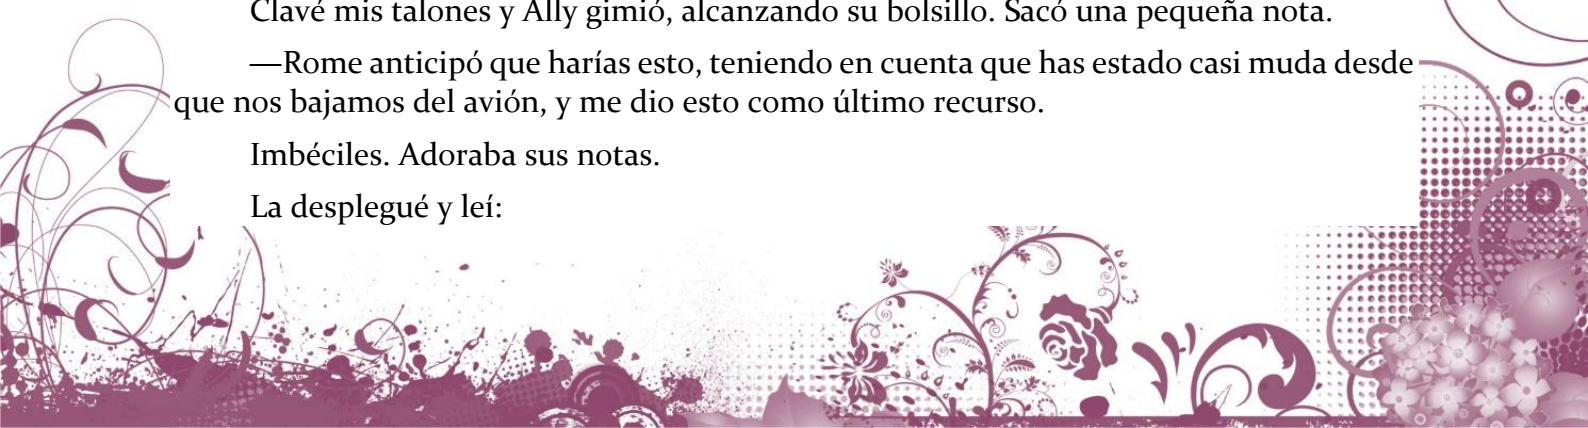 Clavé mis talones y Ally gimió, alcanzando su bolsillo. Sacó una pequeña nota.
—Rome anticipó que harías esto, teniendo en cuenta que has estado casi muda desde
que nos bajamos del avión, y me dio esto como último recurso.
Imbéciles. Adoraba sus notas.
La desplegué y leí: